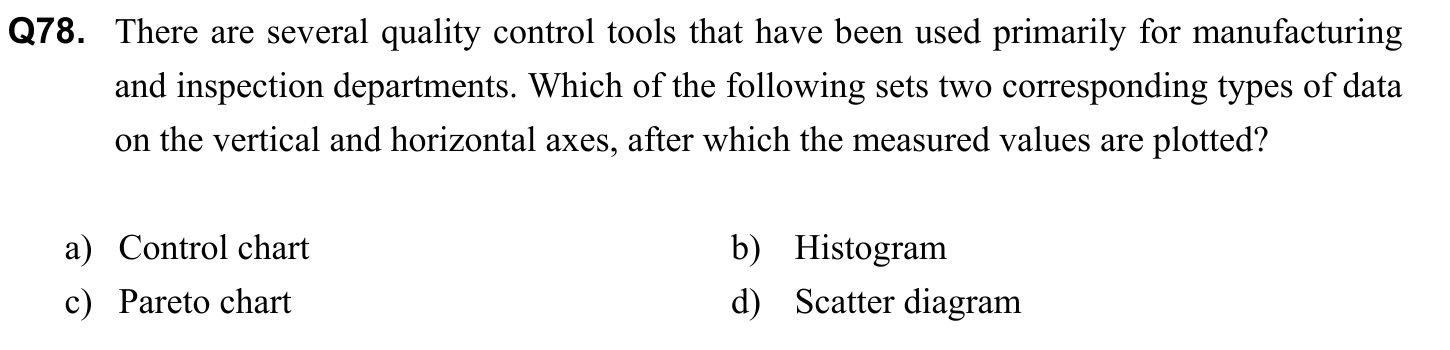 Q78. There are several quality control tools that have been used primarily for manufacturing
and inspection departments. Which of the following sets two corresponding types of data
on the vertical and horizontal axes, after which the measured values are plotted?
a) Control chart b) Histogram
c) Pareto chart d) Scatter diagram